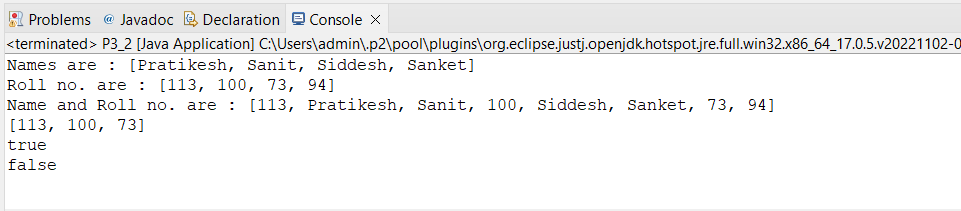 Problems @ Javadoc Declaration Console
<terminated> P3_2 [Java Application] C:\Users\admin\.p2\pool\plugins\org.eclipse.justj.openjdk.hotspot.jre.full.win32.x86_64_17.0.5.v20221102-0
Names are : [Pratikesh, Sanit, Siddesh, Sanket]
Roll no. are : [113, 100, 73, 94]
Name and Roll no. are : [113, Pratikesh, Sanit, 100, Siddesh, Sanket, 73, 94]
[113, 100, 73]
true
false